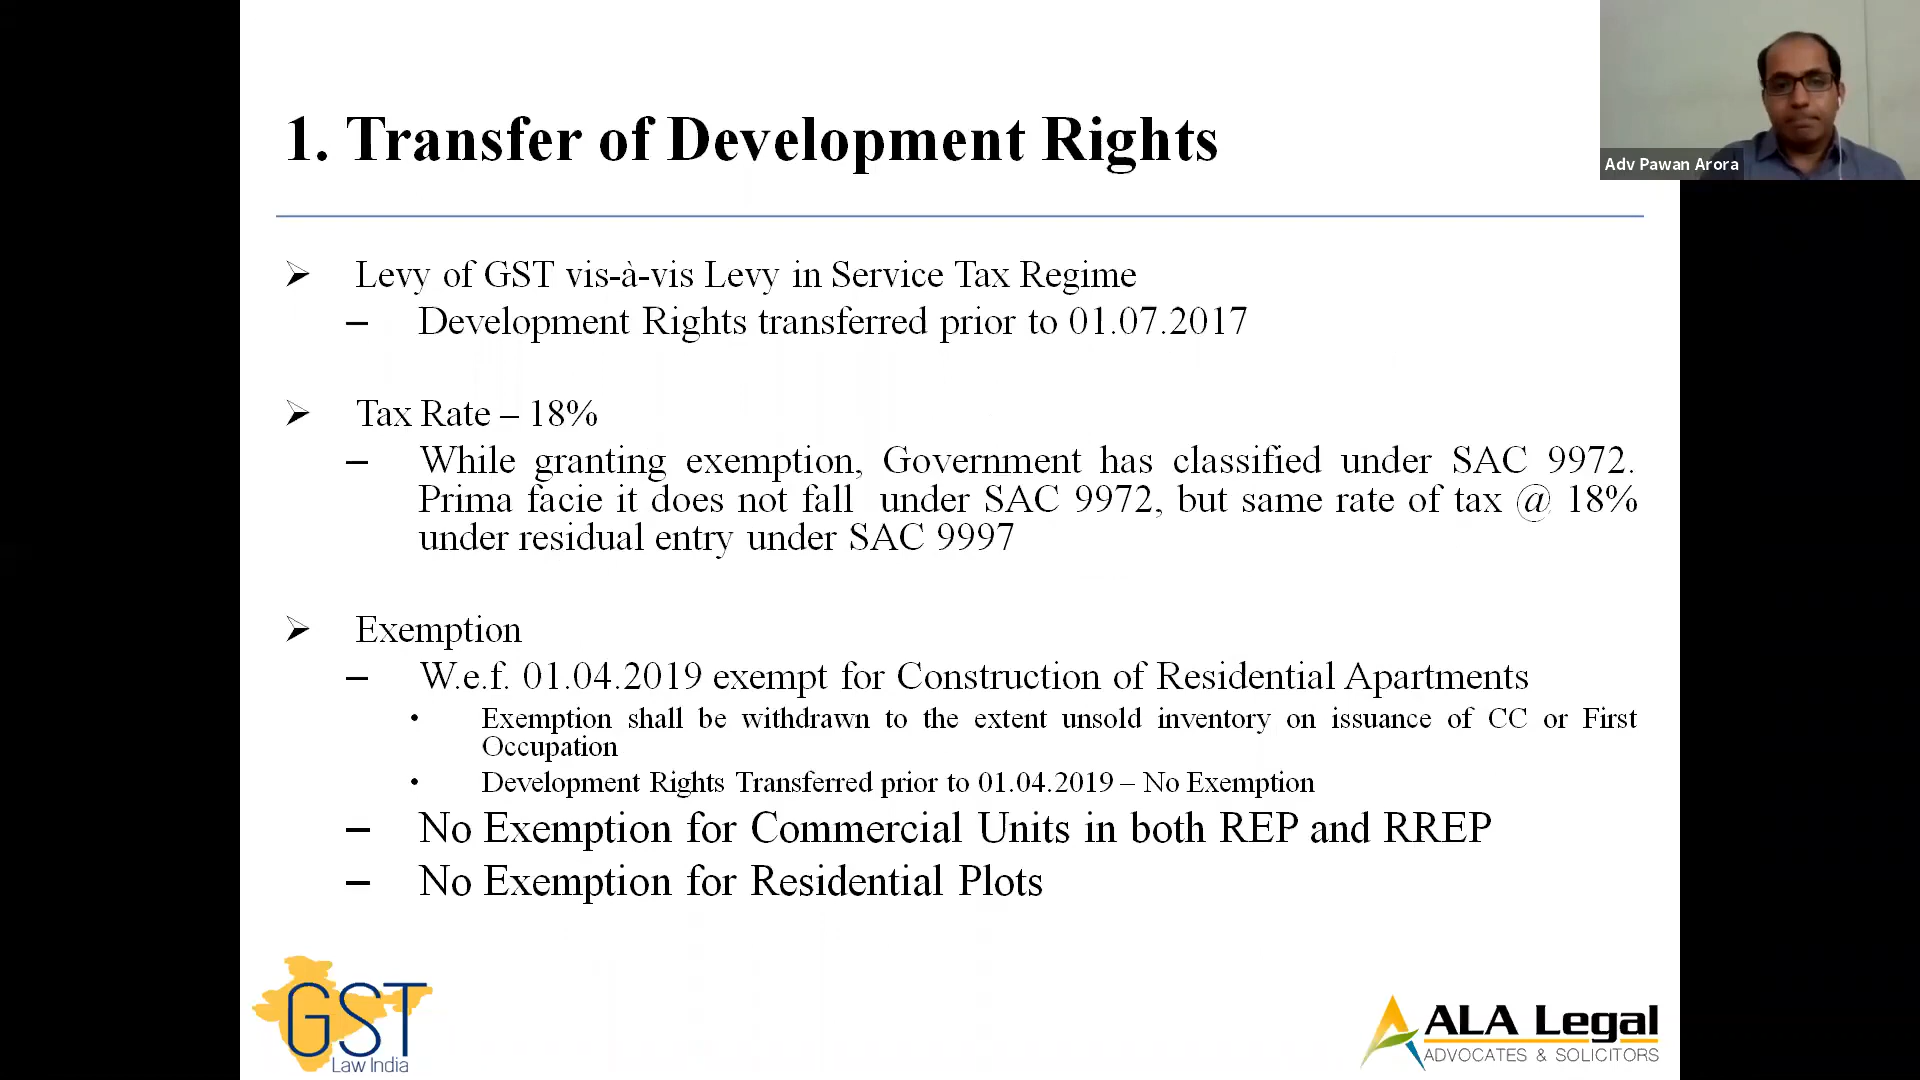 Adv Pawan Arora
1. Transfer of Development Rights
➢ Levy of GST vis-à-vis Levy in Service Tax Regime
– Development Rights transferred prior to 01.07.2017
➢ Tax Rate – 18%
– While granting exemption, Government has classified under SAC 9972.
Prima facie it does not fall under SAC 9972, but same rate of tax @ 18%
under residual entry under SAC 9997
➢ Exemption
– W.e.f. 01.04.2019 exempt for Construction of Residential Apartments
• Exemption shall be withdrawn to the extent unsold inventory on issuance of CC or First
Occupation
• Development Rights Transferred prior to 01.04.2019 – No Exemption
– No Exemption for Commercial Units in both REP and RREP
– No Exemption for Residential Plots
GST
Law India
ALA Legal
ADVOCATES & SOLICITORS